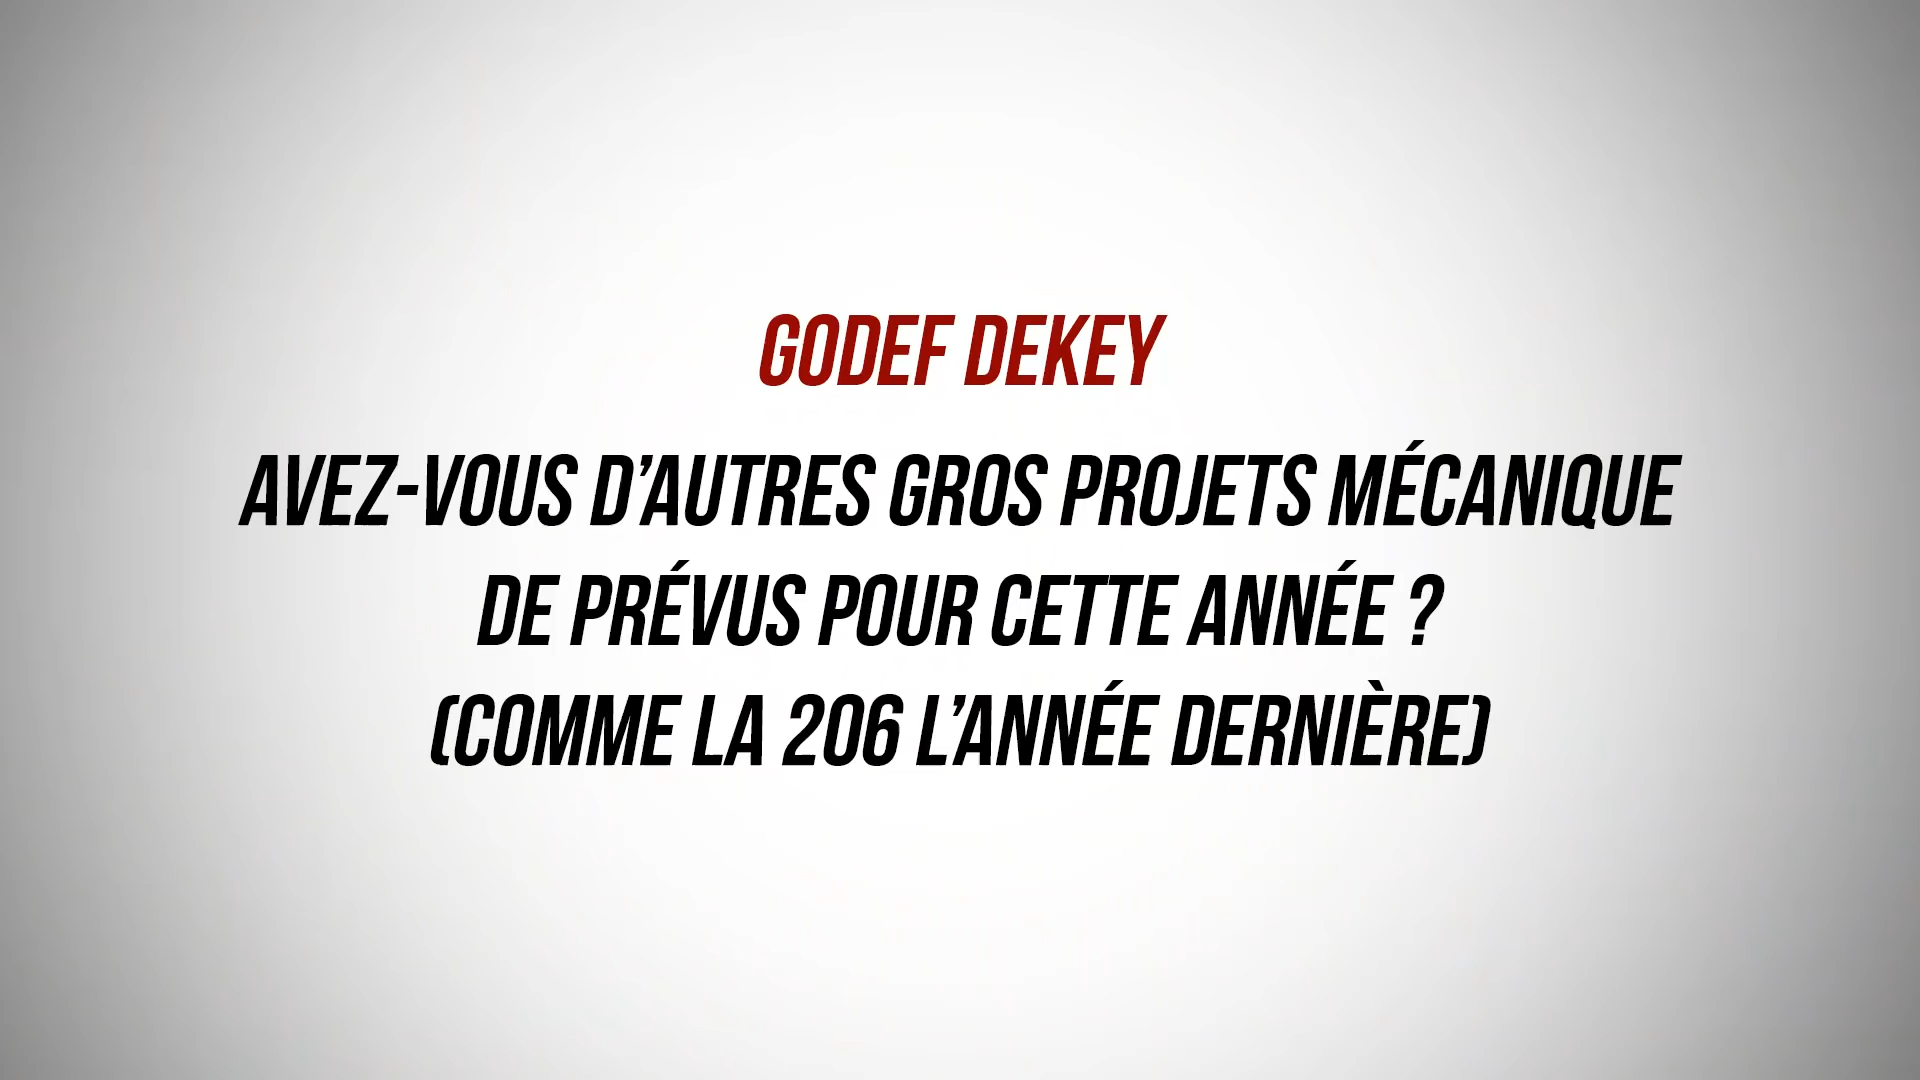 GODEF DEKEY
AVEZ-VOUS D'AUTRES GROS PROJETS MÉCANIQUE
DE PRÉVUS POUR CETTE ANNÉE ?
(COMME LA 206 L'ANNÉE DERNIÈRE)